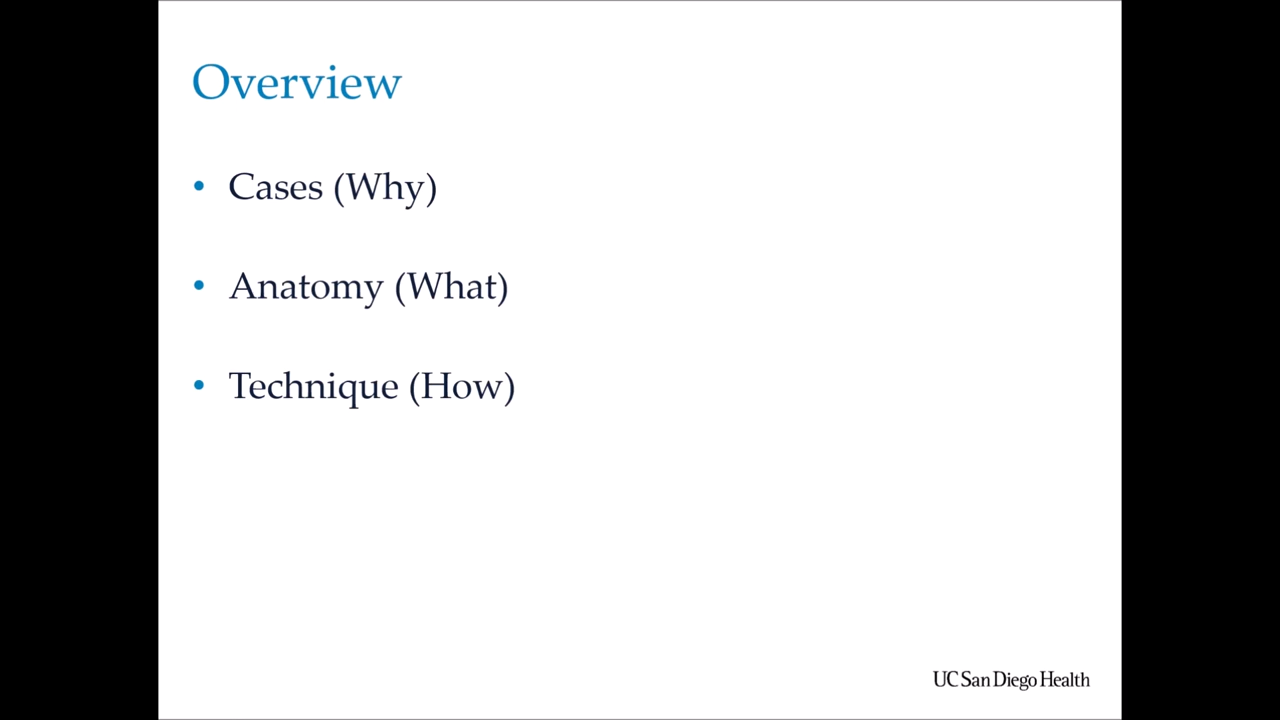 Overview
• Cases (Why)
• Anatomy (What)
• Technique (How)
UC San Diego Health